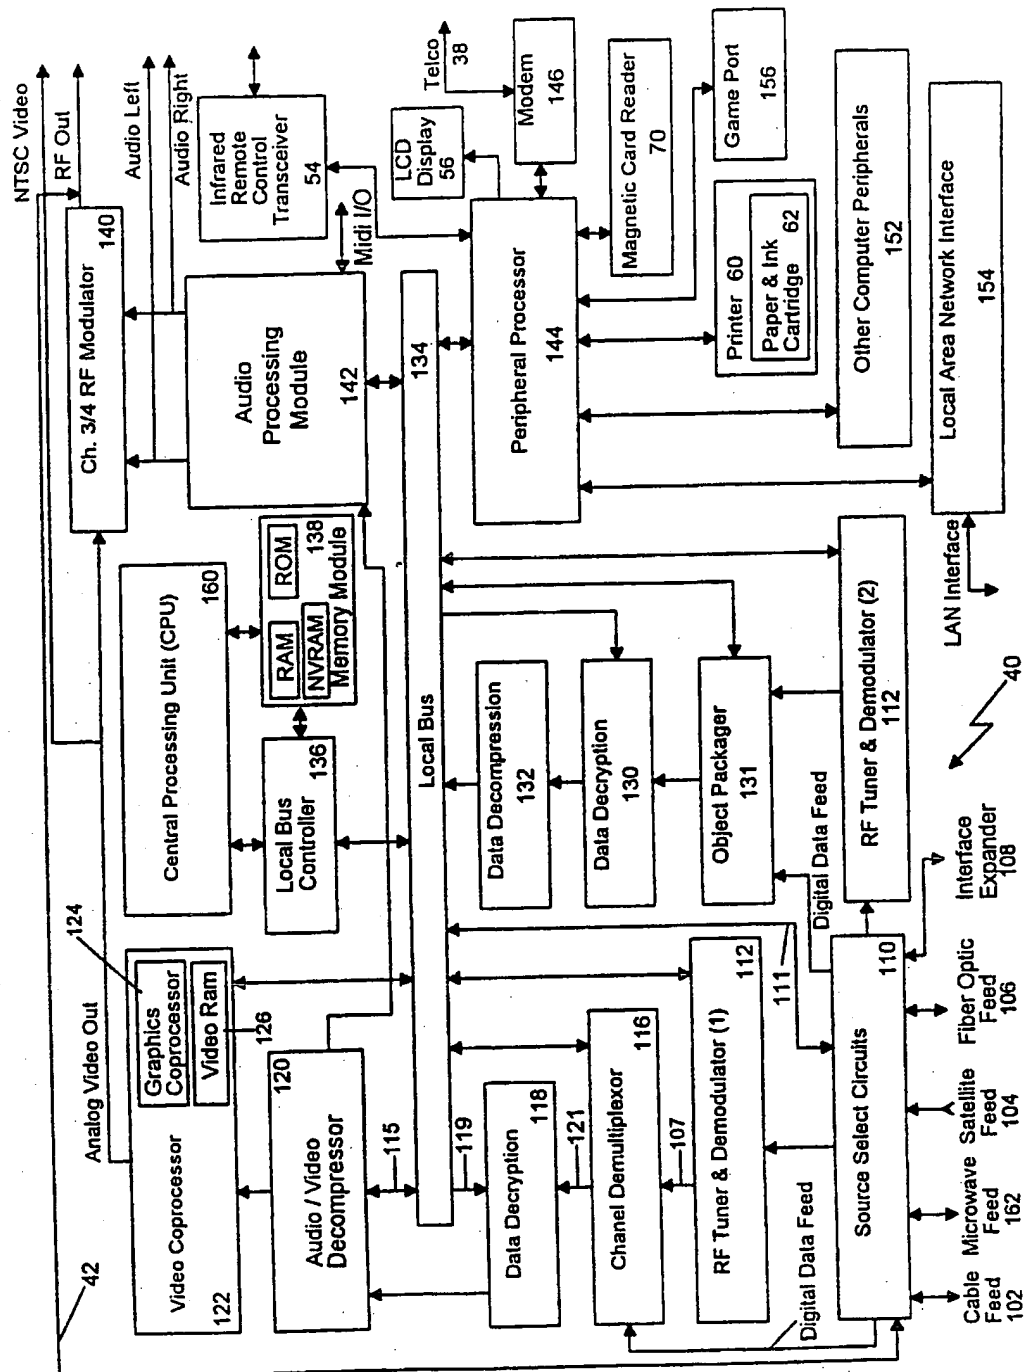 NTSC Video
RF Out
Audio Left
Audio Right
Analog Video Out
124
42
Ch. 3/4 RF Modulator
140
Infrared
Remote
Control
Transceiver
54
Midi I/O
Audio
Processing
Module
142
Central Processing Unit (CPU)
160
RAM
ROM
NVRAM
138
Memory Module
Local Bus
Controller
136
Graphics
Coprocessor
Video Ram
126
Video Coprocessor
122
Audio / Video
Decompressor
120
115
119
Local Bus
134
Telco
38
LCD
Display
56
Modem
146
Magnetic Card Reader
70
Game Port
156
Peripheral Processor
144
Printer 60
Paper & Ink
Cartridge
62
Other Computer Peripherals
152
Local Area Network Interface
154
LAN Interface
Data Decompression
132
Data Decryption
130
Object Packager
131
RF Tuner & Demodulator (2)
112
Digital Data Feed
111
Data Decryption
118
121
Chanel Demultiplexor
116
107
RF Tuner & Demodulator (1)
112
Digital Data Feed
Source Select Circuits
110
Cable
Feed
102
Microwave
Feed
162
Satellite
Feed
104
Fiber Optic
Feed
106
Interface
Expander
108
40